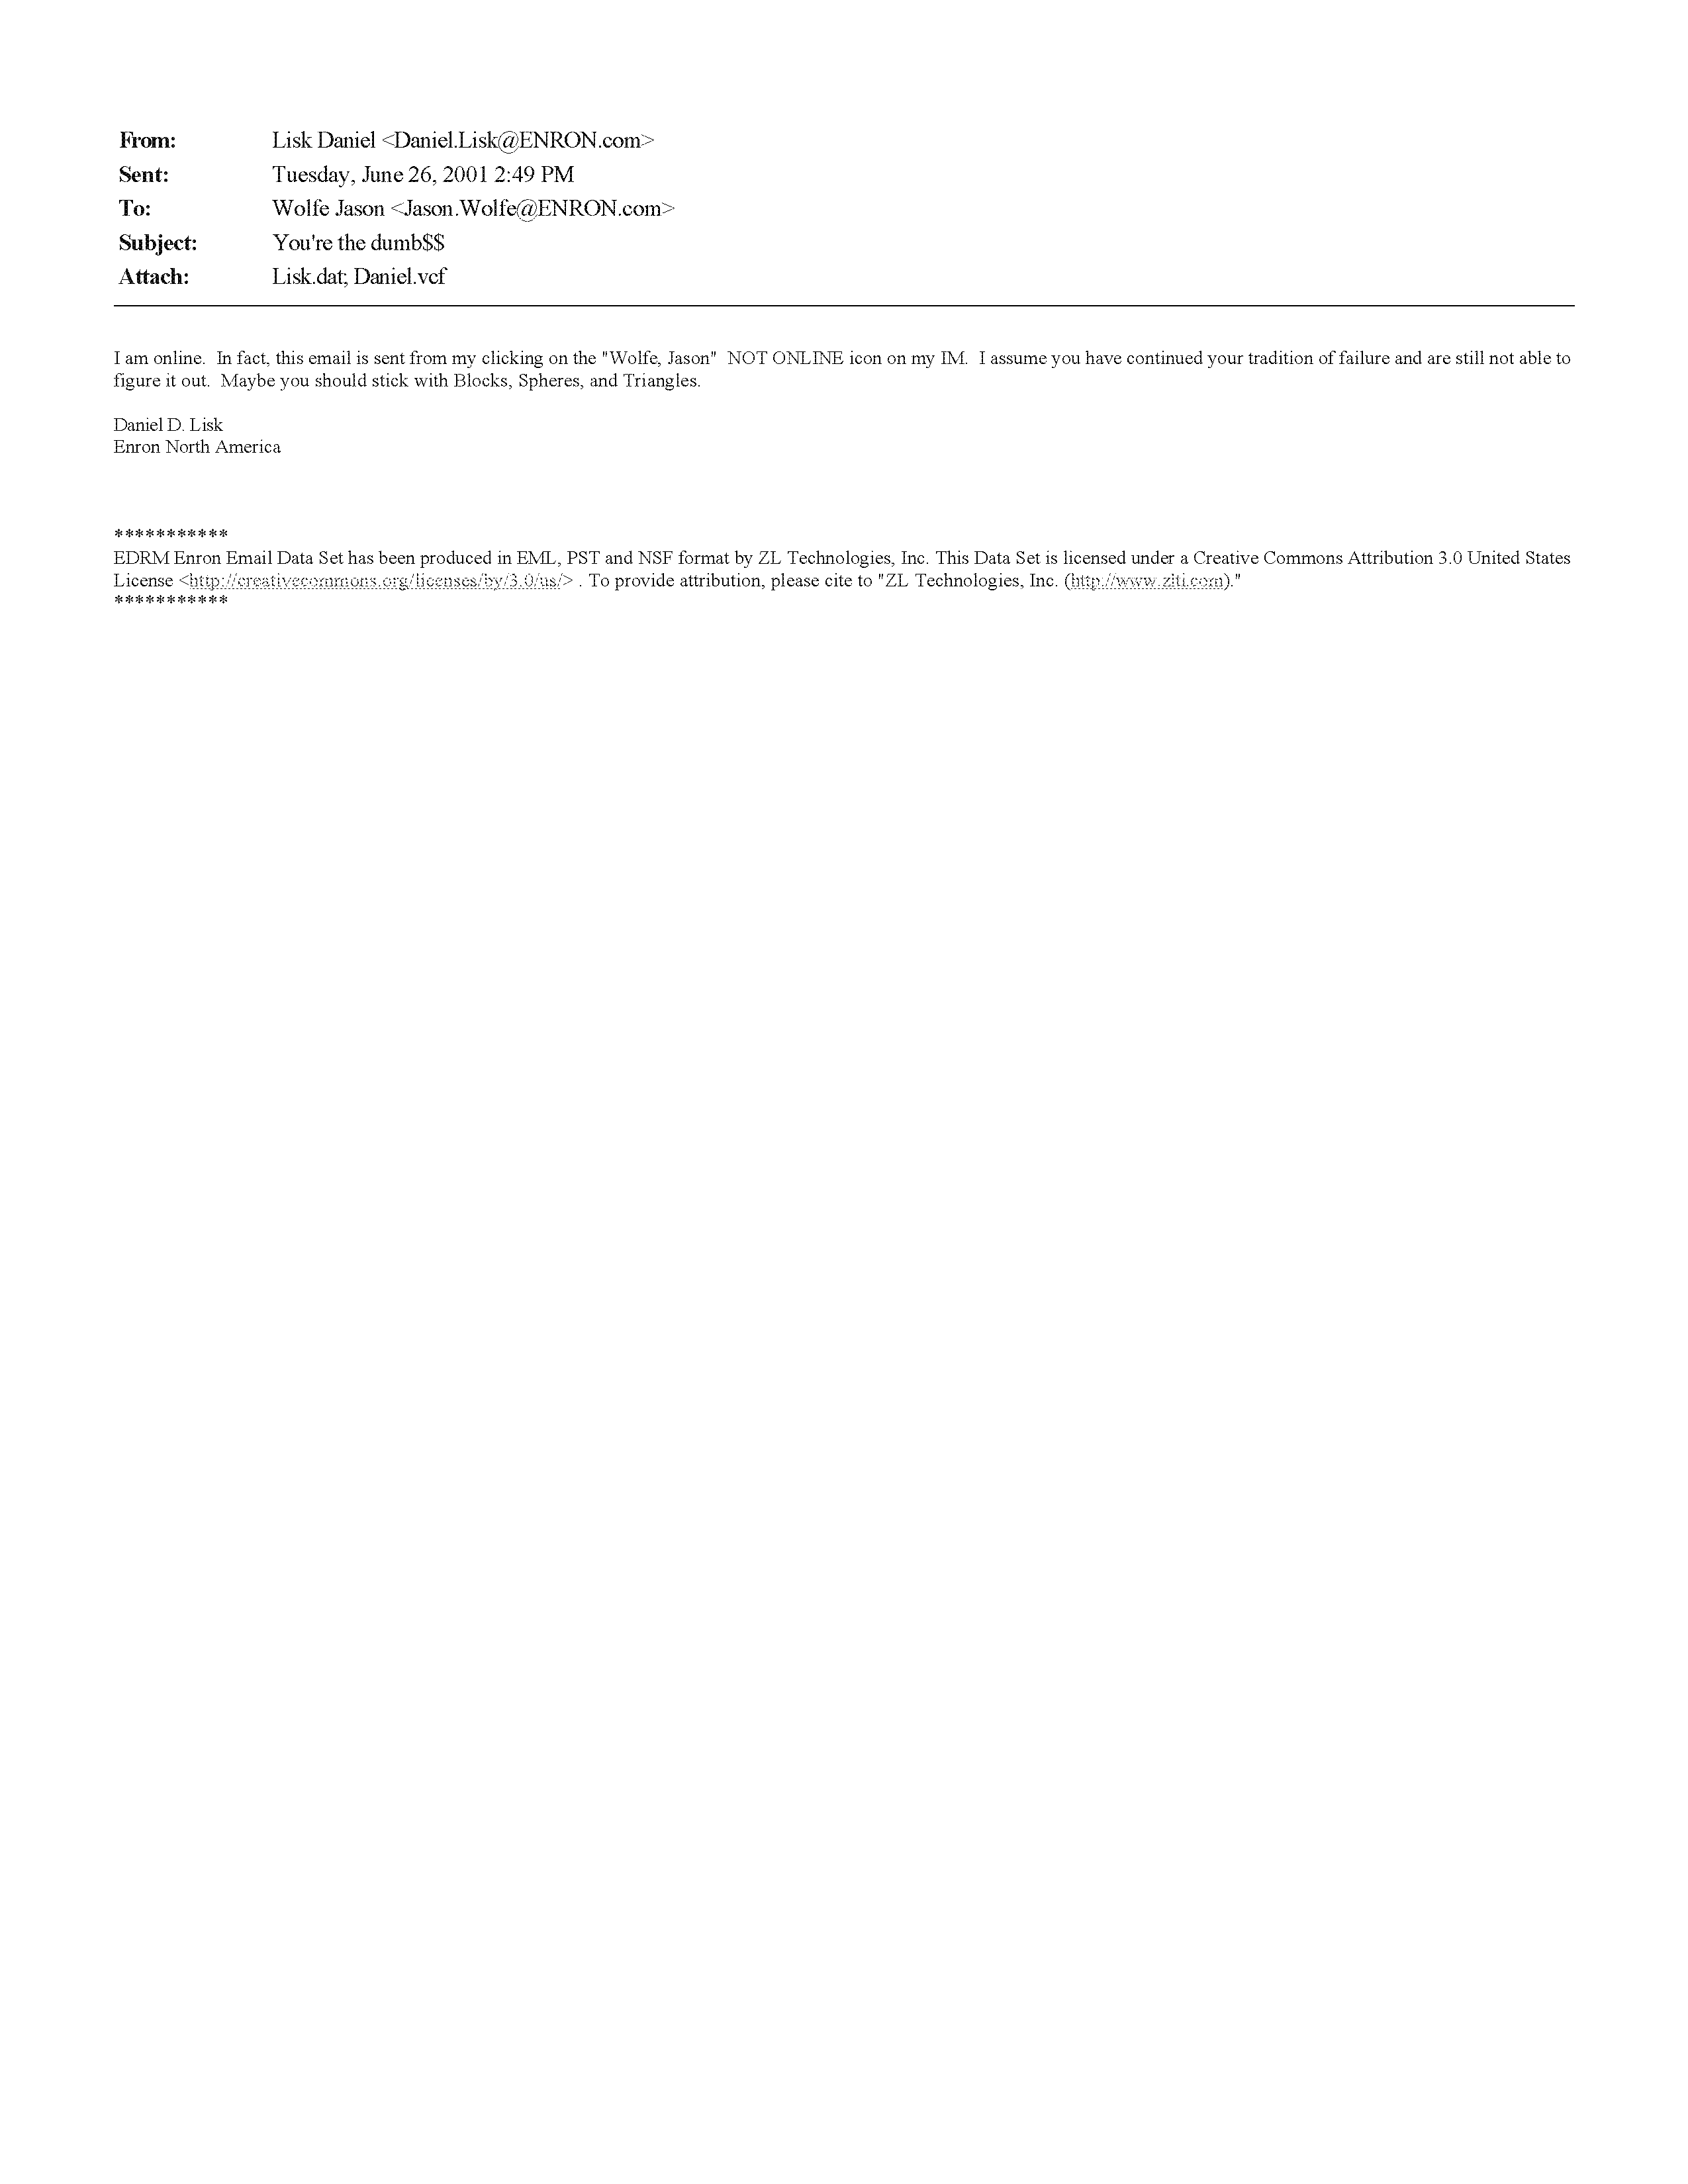 From: Lisk Daniel <Daniel.Lisk@ENRON.com>
Sent: Tuesday, June 26, 2001 2:49 PM
To: Wolfe Jason <Jason.Wolfe@ENRON.com>
Subject: You're the dumb$$
Attach: Lisk.dat; Daniel.vcf
I am online.  In fact, this email is sent from my clicking on the "Wolfe, Jason"  NOT ONLINE icon on my IM.  I assume you have continued your tradition of failure and are still not able to
figure it out.  Maybe you should stick with Blocks, Spheres, and Triangles.
Daniel D. Lisk
Enron North America
***********
EDRM Enron Email Data Set has been produced in EML, PST and NSF format by ZL Technologies, Inc. This Data Set is licensed under a Creative Commons Attribution 3.0 United States
License <http://creativecommons.org/licenses/by/3.0/us/> . To provide attribution, please cite to "ZL Technologies, Inc. (http://www.zlti.com)."
***********